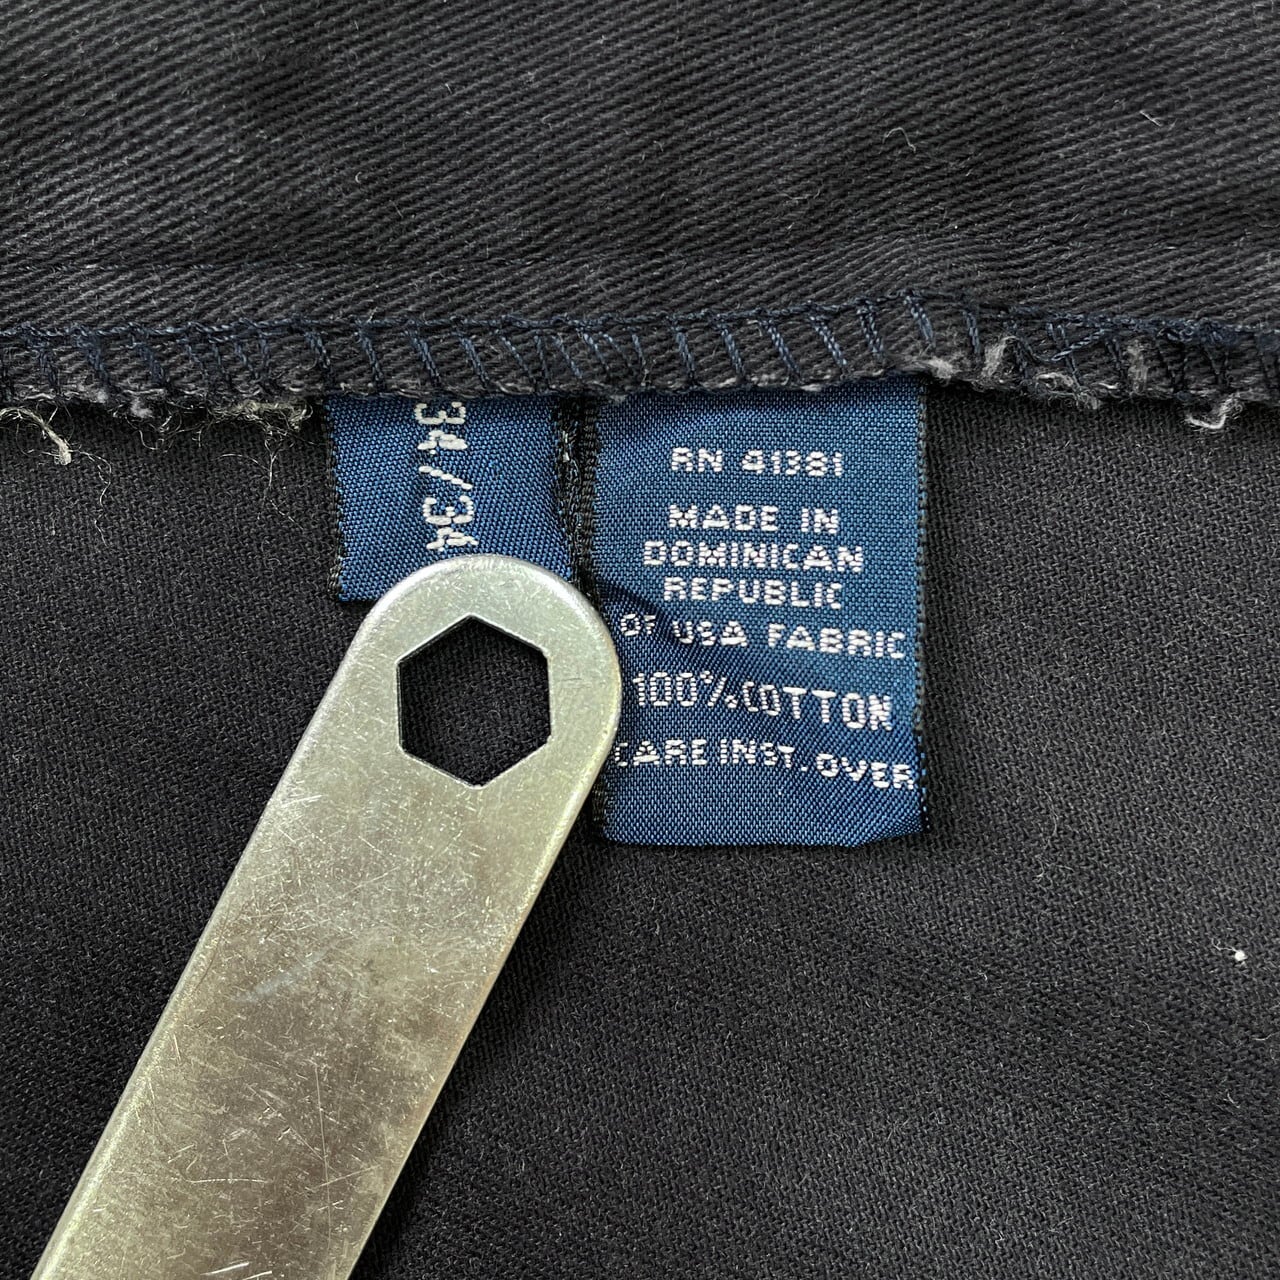 34/34
RN 41381
MADE IN
DOMINICAN
REPUBLIC
OF USA FABRIC
100% COTTON
CARE INST. OVER